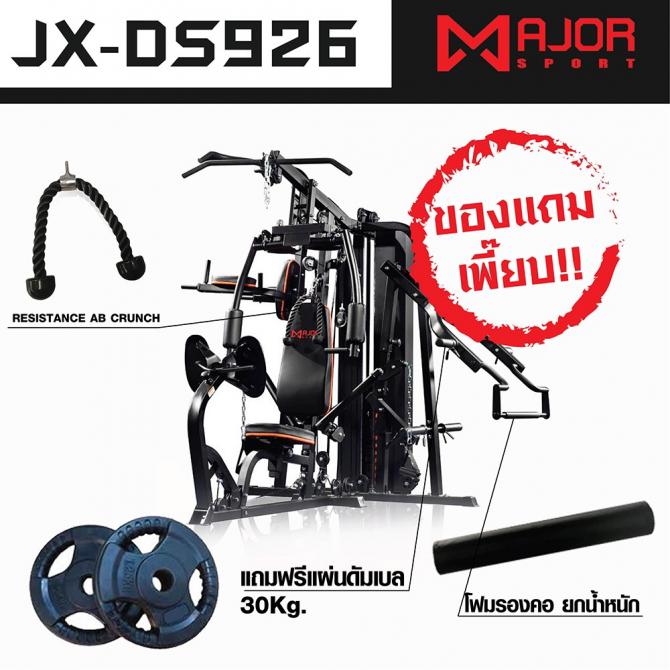 JX-DS926
MAJOR
SPORT
ของแถม
เพี๊ยบ!!
RESISTANCE AB CRUNCH
MAJOR
SPORT
แถมฟรีแผ่นดัมเบล
30Kg.
โฟมรองคอ ยกน้ำหนัก